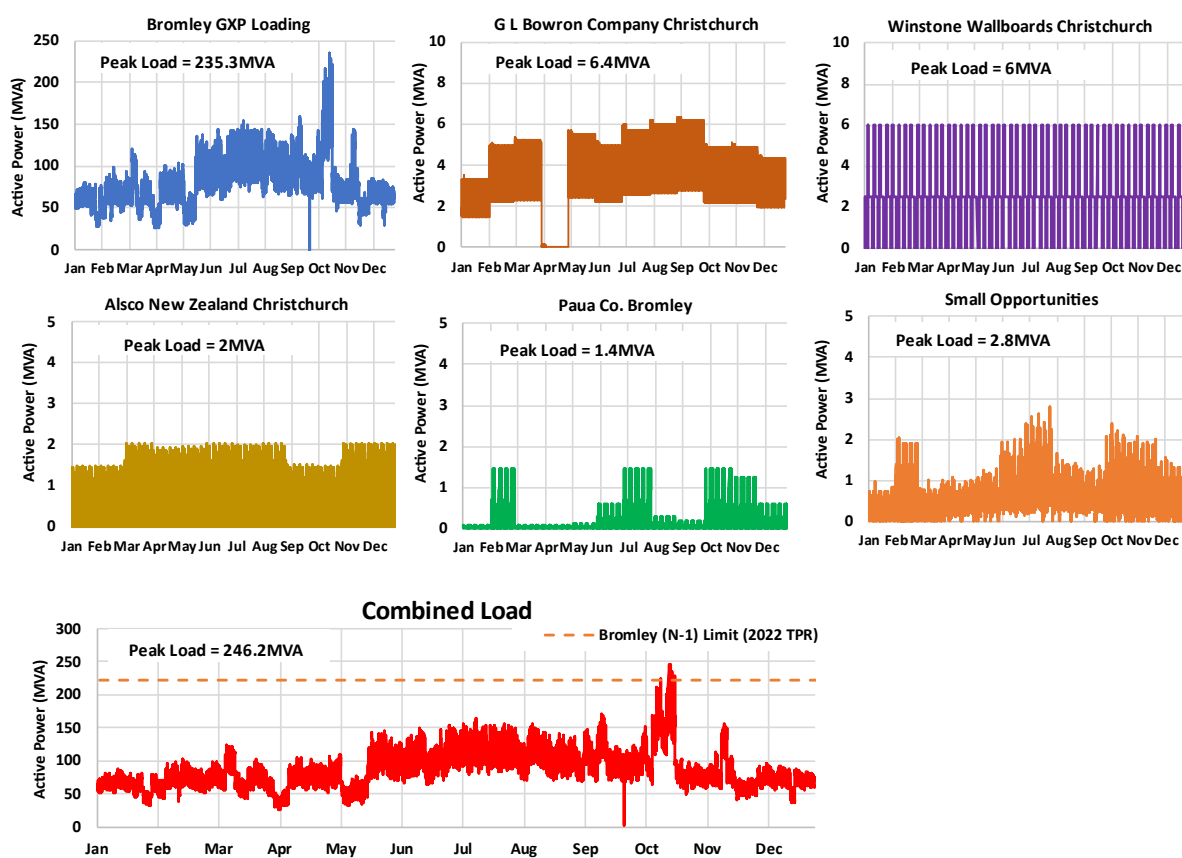 Bromley GXP Loading
Peak Load = 235.3MVA
Active Power (MVA)
250
200
150
100
50
0
Jan Feb Mar Apr May Jun Jul Aug Sep Oct Nov Dec
G L Bowron Company Christchurch
Peak Load = 6.4MVA
Active Power (MVA)
10
8
6
4
2
0
Jan Feb Mar Apr May Jun Jul Aug Sep Oct Nov Dec
Winstone Wallboards Christchurch
Peak Load = 6MVA
Active Power (MVA)
10
8
6
4
2
0
Jan Feb Mar Apr May Jun Jul Aug Sep Oct Nov Dec
Alsco New Zealand Christchurch
Peak Load = 2MVA
Active Power (MVA)
5
4
3
2
1
0
Jan Feb Mar Apr May Jun Jul Aug Sep Oct Nov Dec
Paua Co. Bromley
Peak Load = 1.4MVA
Active Power (MVA)
5
4
3
2
1
0
Jan Feb Mar Apr May Jun Jul Aug Sep Oct Nov Dec
Small Opportunities
Peak Load = 2.8MVA
Active Power (MVA)
5
4
3
2
1
0
Jan Feb Mar Apr May Jun Jul Aug Sep Oct Nov Dec
Combined Load
Peak Load = 246.2MVA
Bromley (N-1) Limit (2022 TPR)
Active Power (MVA)
300
250
200
150
100
50
0
Jan Feb Mar Apr May Jun Jul Aug Sep Oct Nov Dec